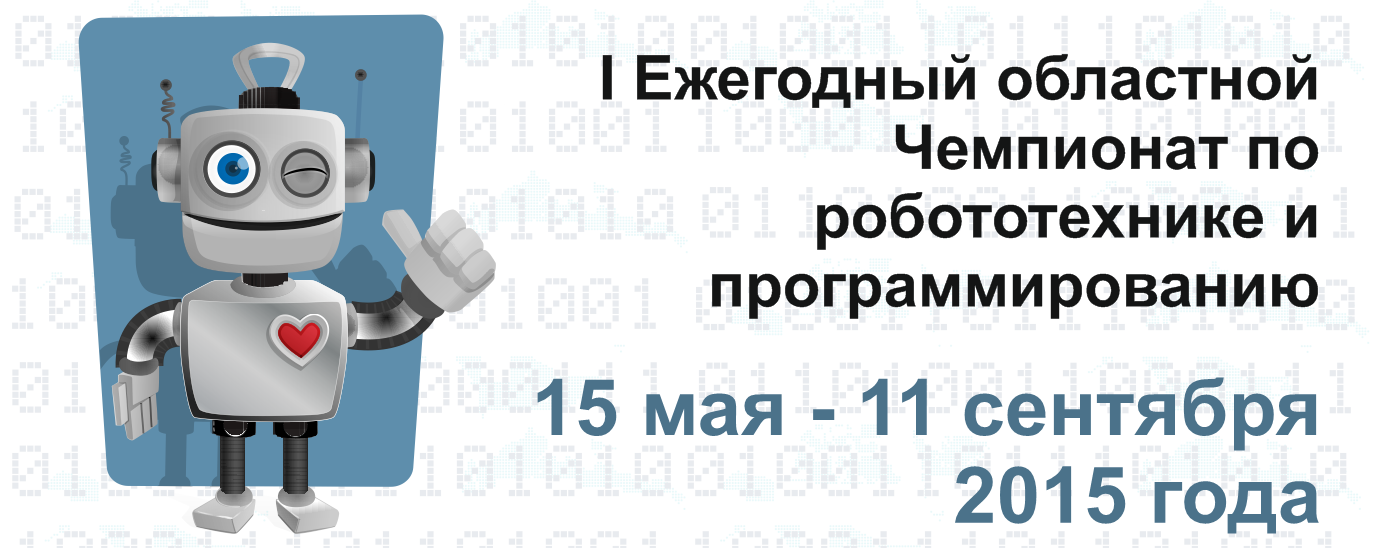 I Ежегодный областной
Чемпионат по
робототехнике и
программированию
15 мая - 11 сентября
2015 года